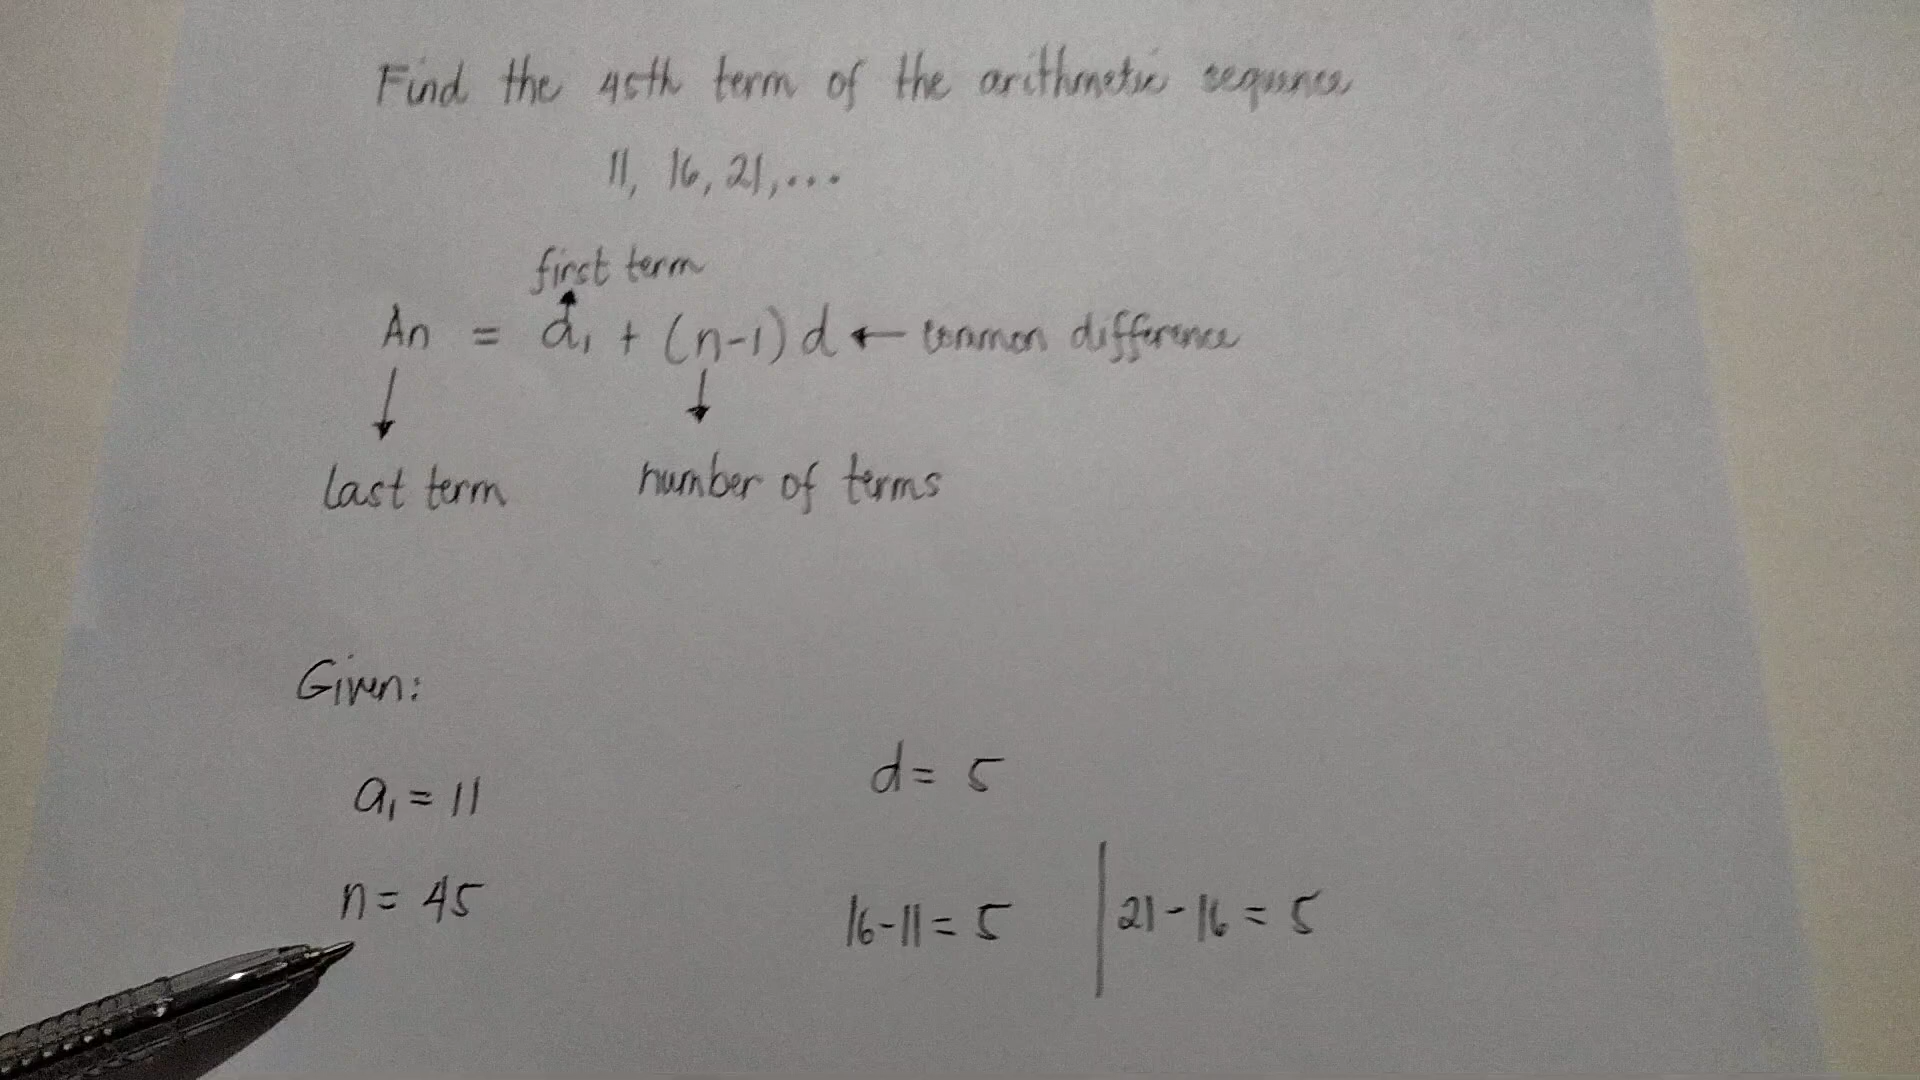 Find the 45th term of the arithmetic sequence
11, 16, 21,...
first term
An = a₁ + (n-1) d ← common difference
last term number of terms
Given:
a₁ = 11
d = 5
n = 45
16-11 = 5 | 21-16 = 5